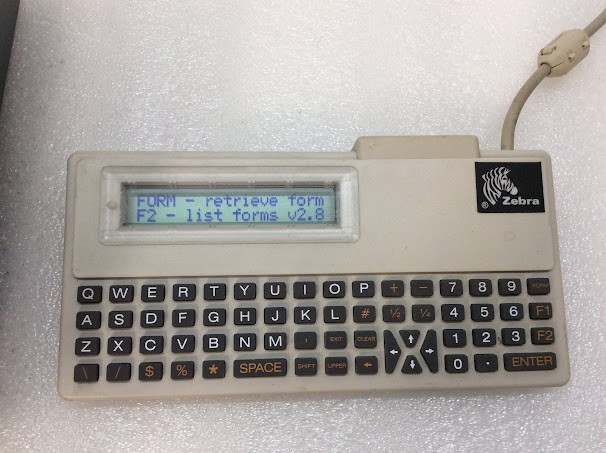 FORM - retrieve form
F2 - list forms v2.8
® Zebra
Q W E R T Y U I O P + - 7 8 9 FORM
A S D F G H J K L # ½ ¼ 4 5 6 F1
Z X C V B N M , EXIT CLEAR 1 2 3 F2
\ / $ % * SPACE SHIFT UPPER ← ← ↑ ↓ → 0 . ENTER